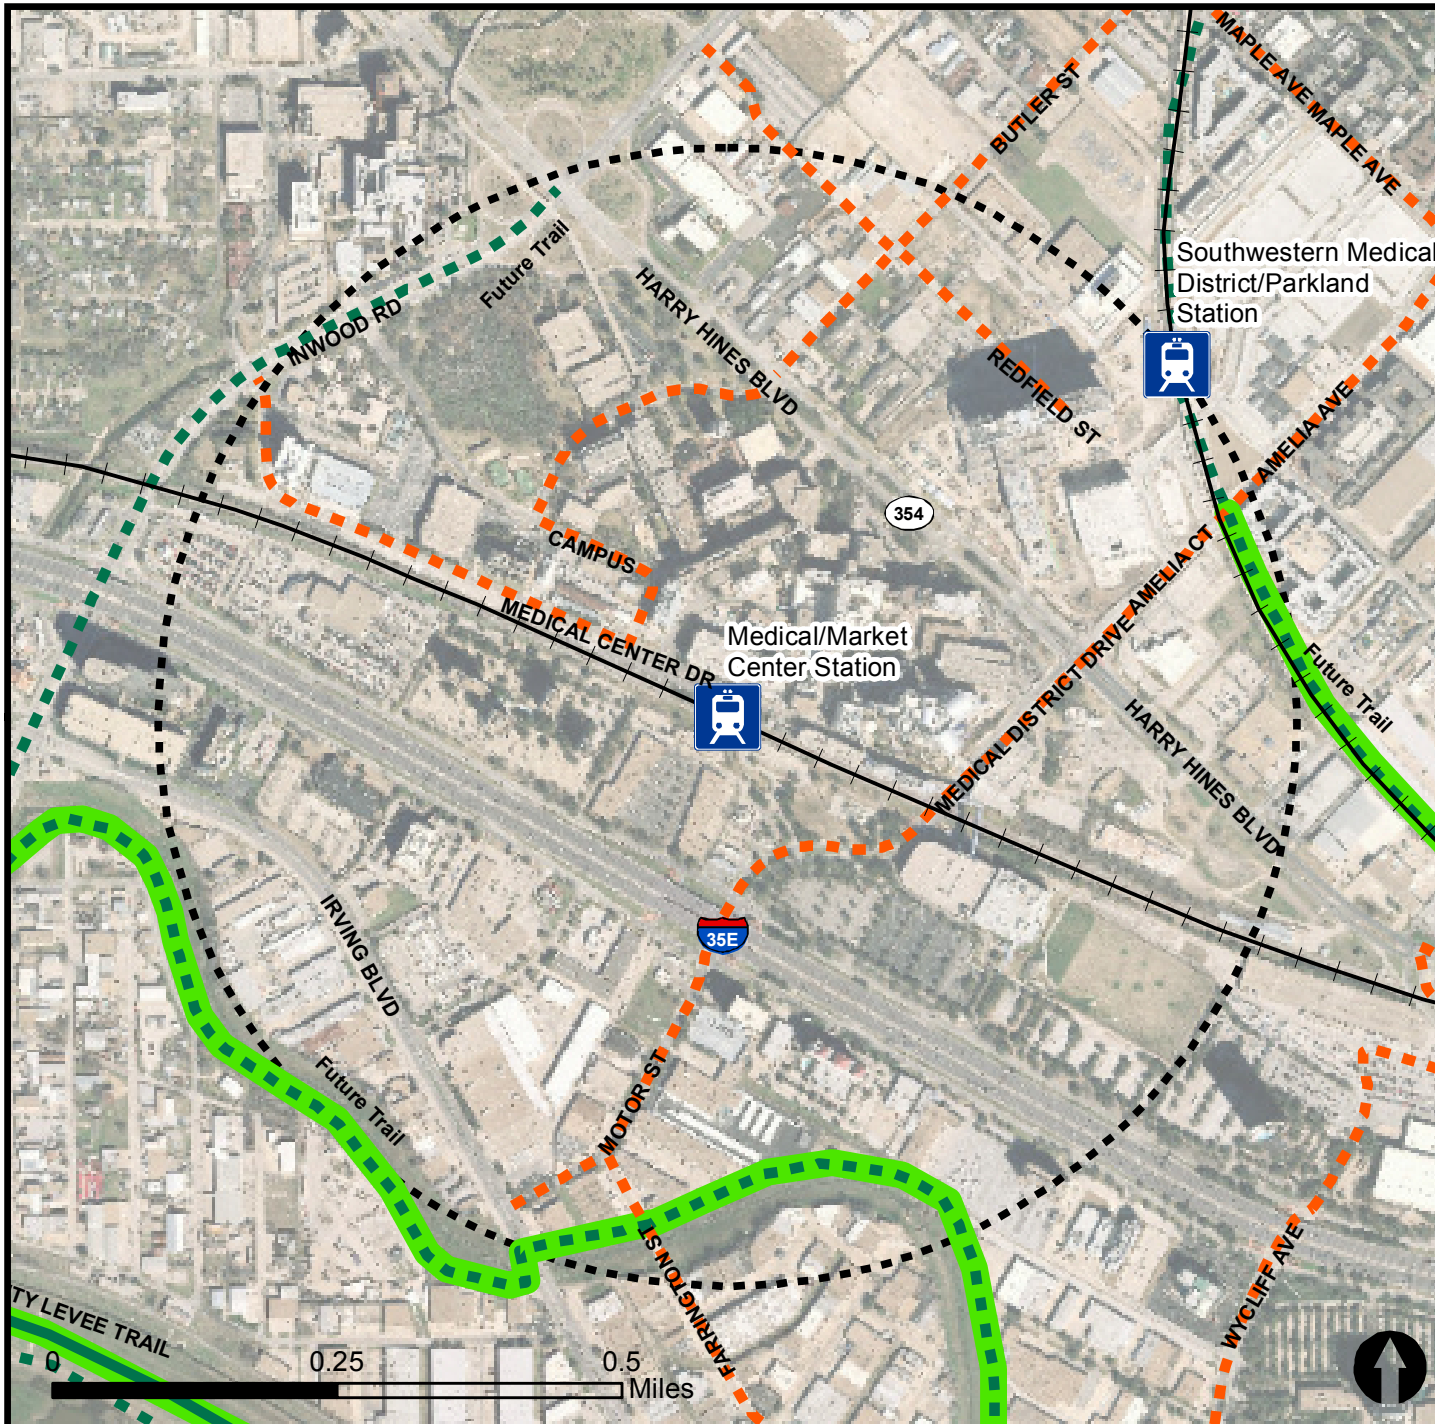 MAPLE AVE MAPLE AVE
BUTLER ST
Southwestern Medical
District/Parkland
Station
Future Trail
INWOOD RD
HARRY HINES BLVD
REDFIELD ST
AMELIA AVE
354
CAMPUS
AMELIA CT
MEDICAL CENTER DR
Medical/Market
Center Station
MEDICAL DISTRICT DRIVE
Future Trail
HARRY HINES BLVD
IRVING BLVD
35E
Future Trail
MOTOR ST
FARRINGTON ST
WYCLIFF AVE
TY LEVEE TRAIL
0 0.25 0.5
Miles